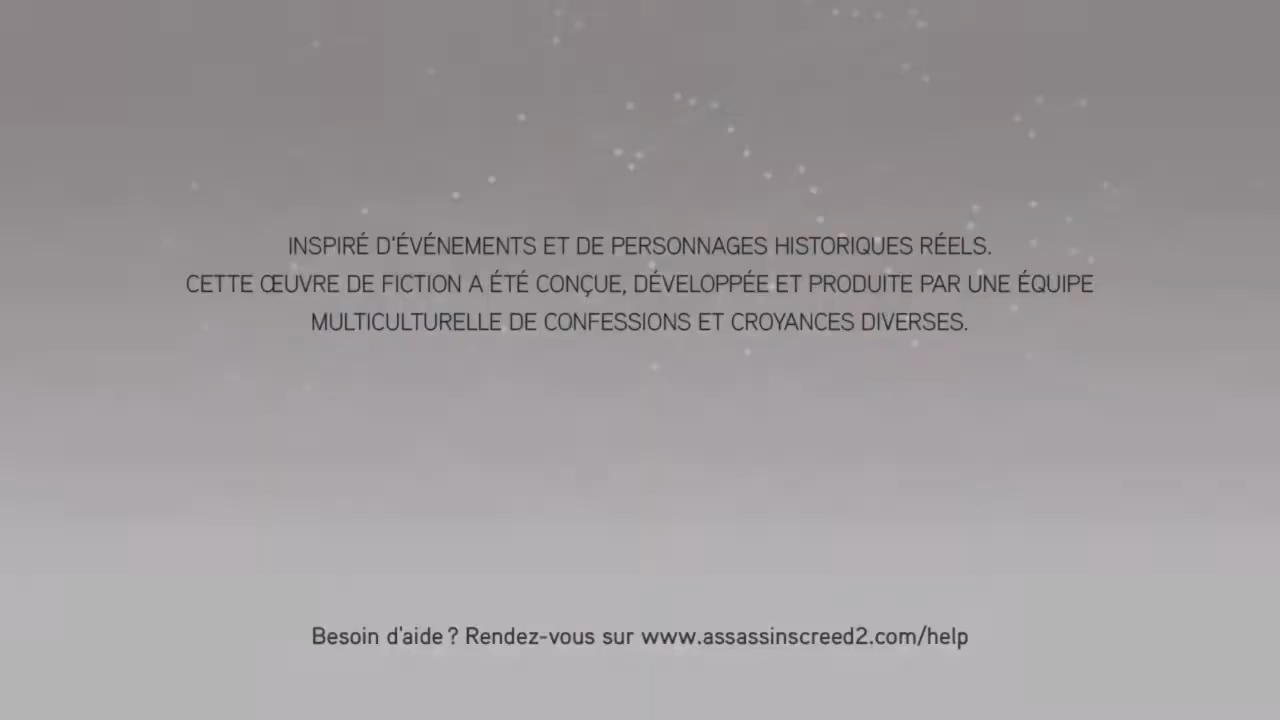 INSPIRÉ D'ÉVÉNEMENTS ET DE PERSONNAGES HISTORIQUES RÉELS.
CETTE ŒUVRE DE FICTION A ÉTÉ CONÇUE, DÉVELOPPÉE ET PRODUITE PAR UNE ÉQUIPE
MULTICULTURELLE DE CONFESSIONS ET CROYANCES DIVERSES.
Besoin d'aide ? Rendez-vous sur www.assassinscreed2.com/help